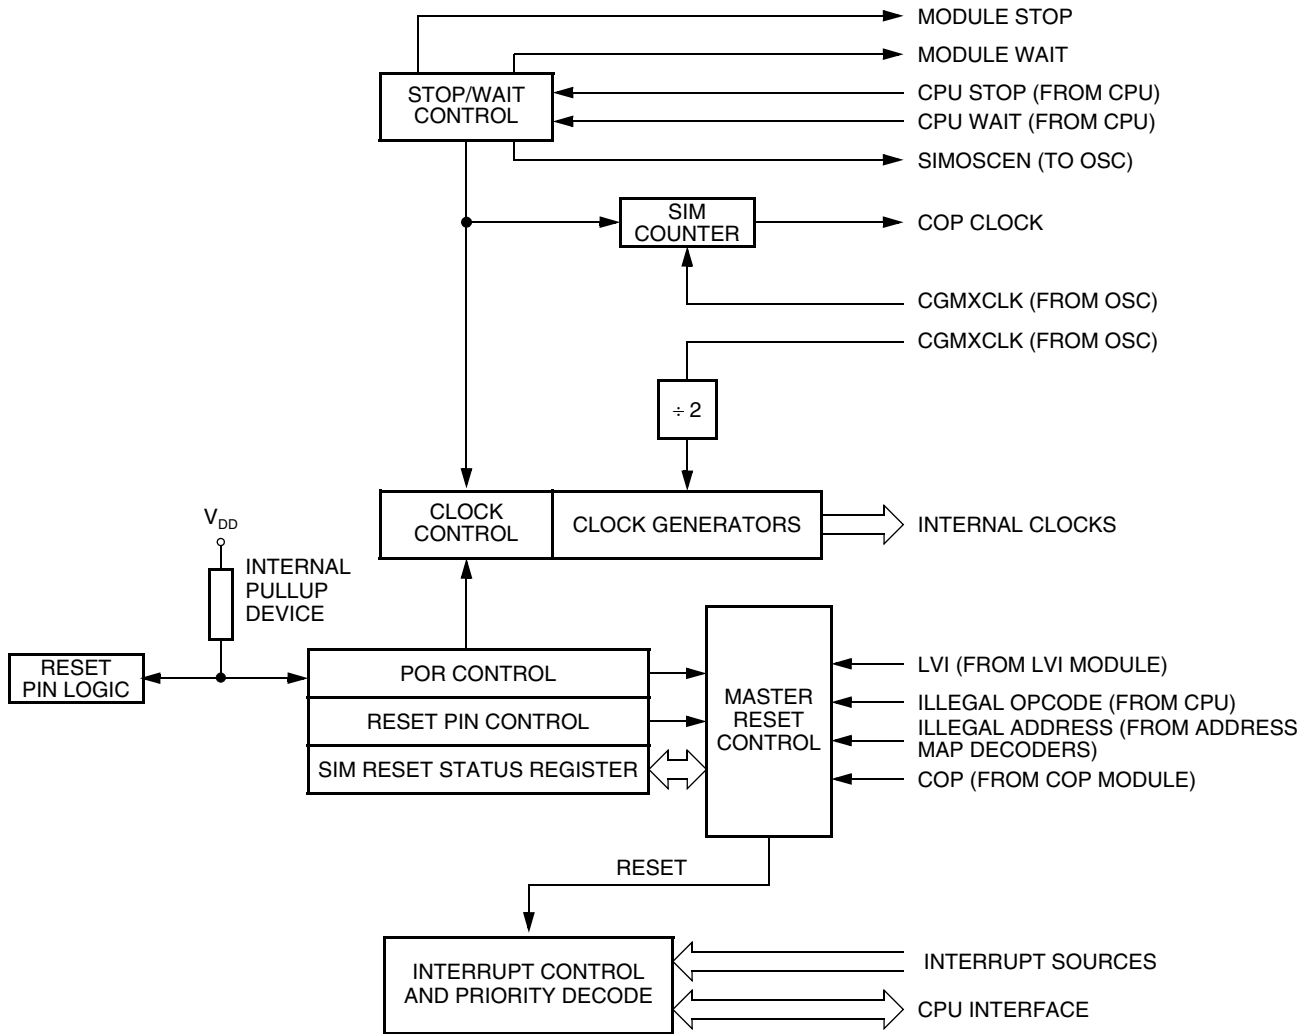 MODULE STOP
MODULE WAIT
STOP/WAIT
CONTROL
CPU STOP (FROM CPU)
CPU WAIT (FROM CPU)
SIMOSCEN (TO OSC)
SIM
COUNTER
COP CLOCK
CGMXCLK (FROM OSC)
CGMXCLK (FROM OSC)
÷ 2
CLOCK
CONTROL
CLOCK GENERATORS
INTERNAL CLOCKS
VDD
INTERNAL
PULLUP
DEVICE
RESET
PIN LOGIC
POR CONTROL
RESET PIN CONTROL
SIM RESET STATUS REGISTER
MASTER
RESET
CONTROL
LVI (FROM LVI MODULE)
ILLEGAL OPCODE (FROM CPU)
ILLEGAL ADDRESS (FROM ADDRESS
MAP DECODERS)
COP (FROM COP MODULE)
RESET
INTERRUPT CONTROL
AND PRIORITY DECODE
INTERRUPT SOURCES
CPU INTERFACE